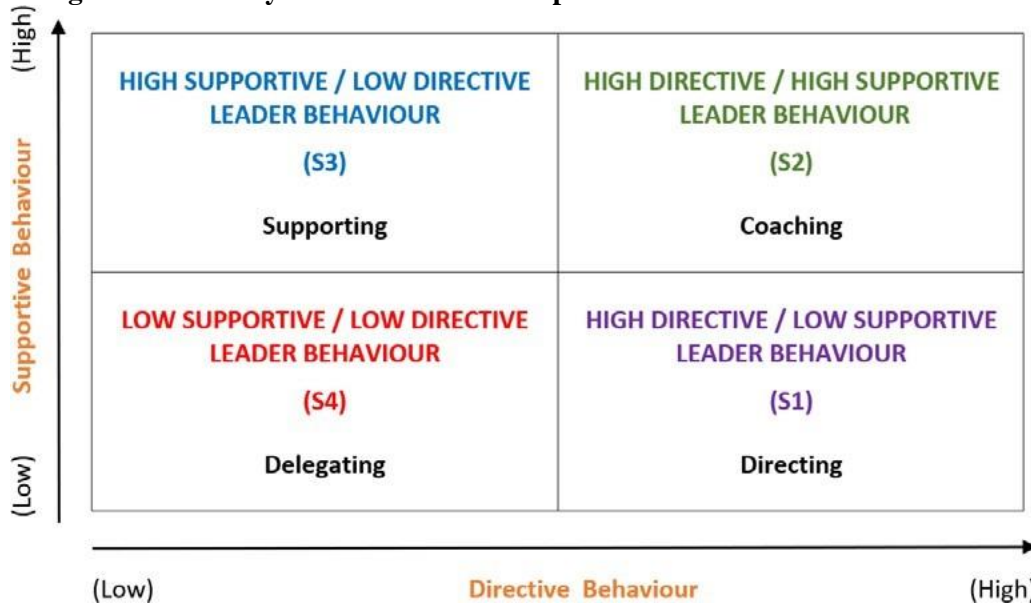 (High)
HIGH SUPPORTIVE / LOW DIRECTIVE
LEADER BEHAVIOUR
(S3)
Supporting
HIGH DIRECTIVE / HIGH SUPPORTIVE
LEADER BEHAVIOUR
(S2)
Coaching
Supportive Behaviour
LOW SUPPORTIVE / LOW DIRECTIVE
LEADER BEHAVIOUR
(S4)
Delegating
HIGH DIRECTIVE / LOW SUPPORTIVE
LEADER BEHAVIOUR
(S1)
Directing
(Low)
(Low)
Directive Behaviour
(High)